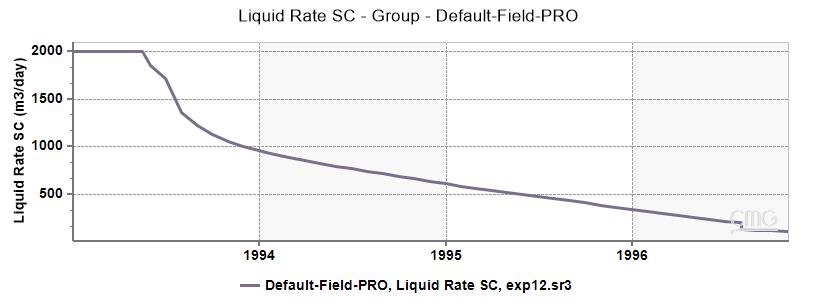 Liquid Rate SC - Group - Default-Field-PRO
Liquid Rate SC (m3/day)
2000
1500
1000
500
CMG
1994 1995 1996
Default-Field-PRO, Liquid Rate SC, exp12.sr3